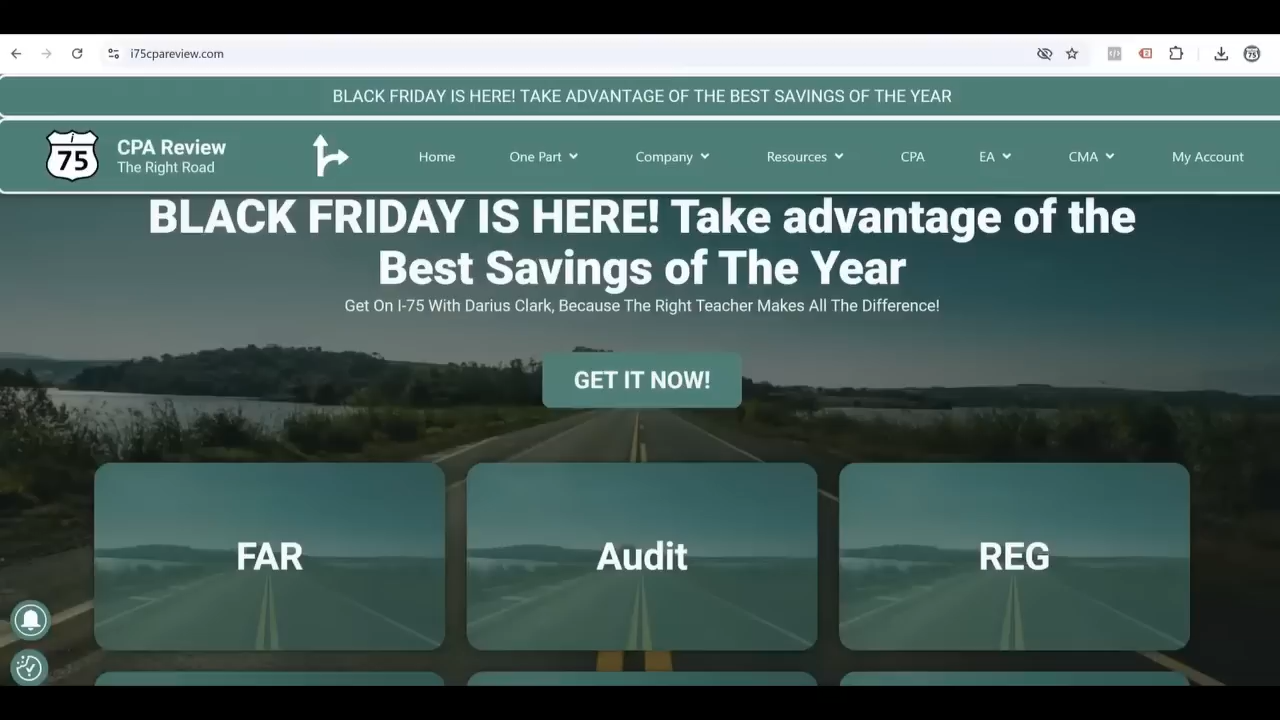 i75cpareview.com
BLACK FRIDAY IS HERE! TAKE ADVANTAGE OF THE BEST SAVINGS OF THE YEAR
i
75
CPA Review
The Right Road
Home
One Part
Company
Resources
CPA
EA
CMA
My Account
BLACK FRIDAY IS HERE! Take advantage of the
Best Savings of The Year
Get On I-75 With Darius Clark, Because The Right Teacher Makes All The Difference!
GET IT NOW!
FAR
Audit
REG